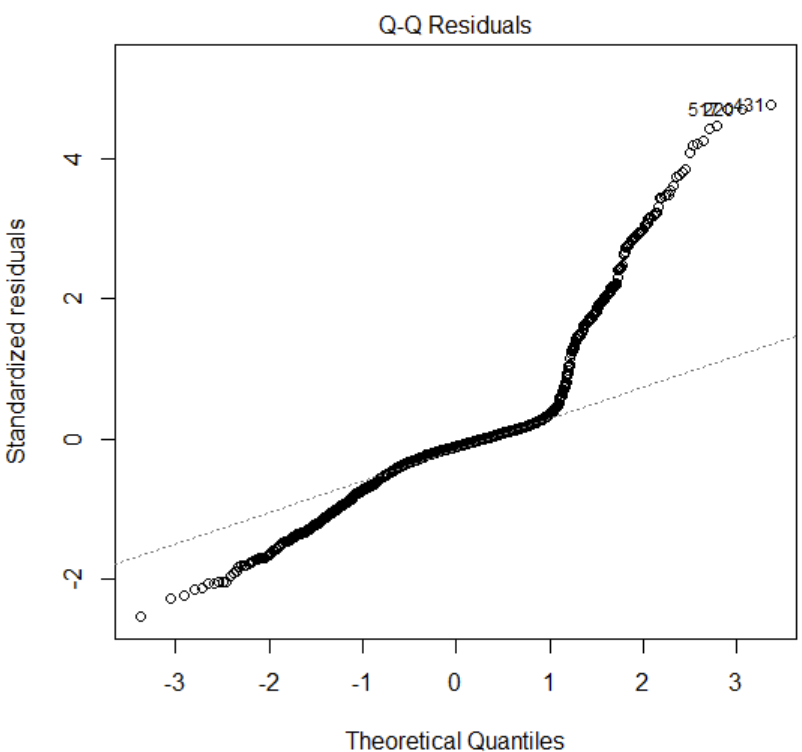 Q-Q Residuals
Standardized residuals
4
2
0
-2
431
-3 -2 -1 0 1 2 3
Theoretical Quantiles